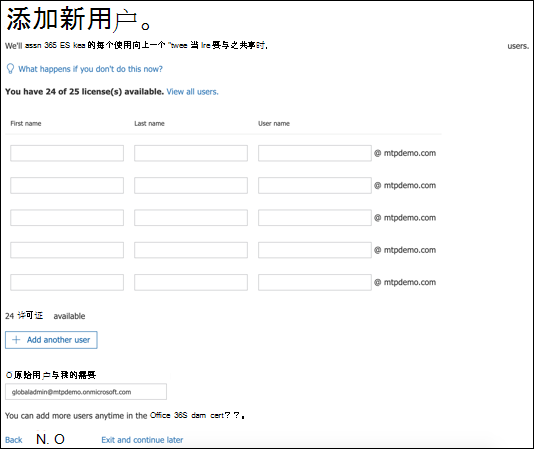 添加新用户。
We'll assn 365 ES kea 的每个使用向上一个 "twee 当 Ire 要与之共享时, users.
What happens if you don't do this now?
You have 24 of 25 license(s) available. View all users.
First name Last name User name
@ mtpdemo.com
@ mtpdemo.com
@ mtpdemo.com
@ mtpdemo.com
@ mtpdemo.com
24 许可证 available
+ Add another user
O 原始用户与我的需要
globaladmin@mtpdemo.onmicrosoft.com
You can add more users anytime in the Office 36S dam cert？？。
Back N. O Exit and continue later